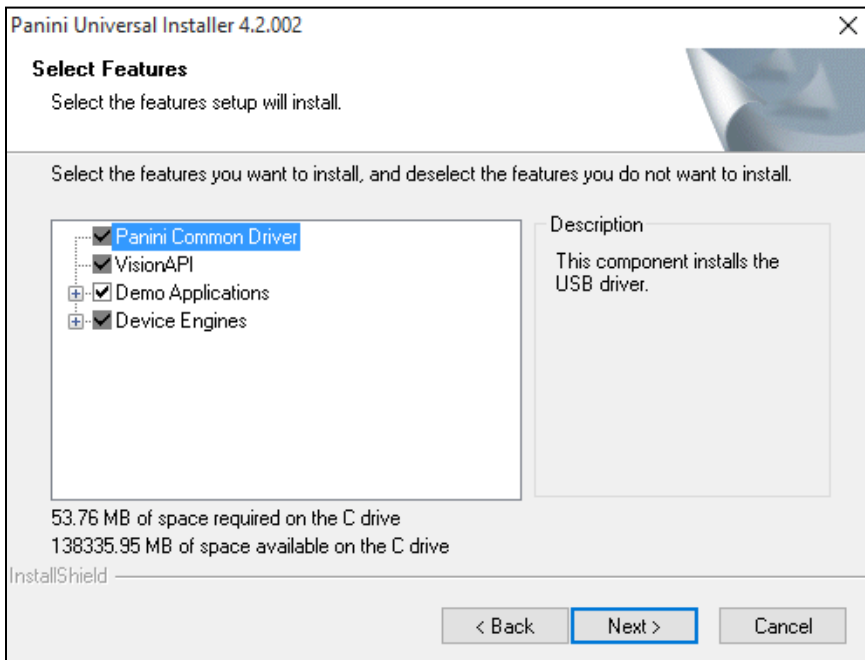 Panini Universal Installer 4.2.002
Select Features
Select the features setup will install.
Select the features you want to install, and deselect the features you do not want to install.
Panini Common Driver
VisionAPI
Demo Applications
Device Engines
Description
This component installs the
USB driver.
53.76 MB of space required on the C drive
138335.95 MB of space available on the C drive
InstallShield
< Back
Next >
Cancel